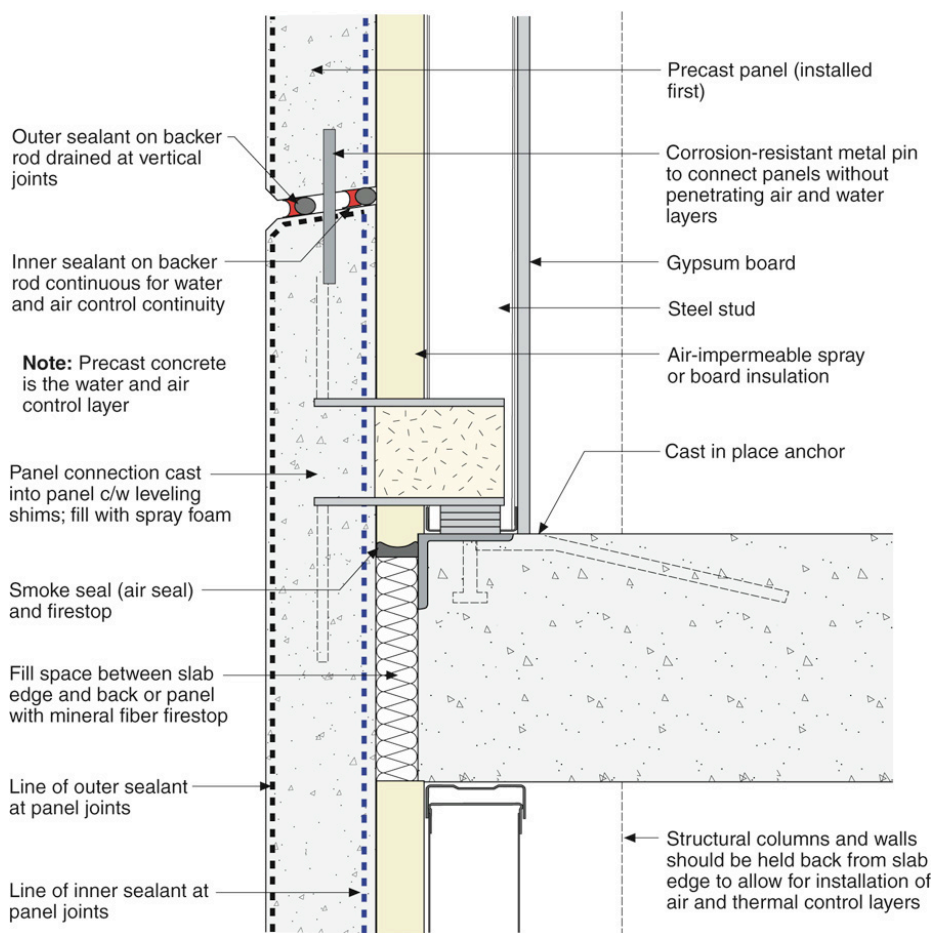 Outer sealant on backer
rod drained at vertical
joints
Inner sealant on backer
rod continuous for water
and air control continuity
Note: Precast concrete
is the water and air
control layer
Panel connection cast
into panel c/w leveling
shims; fill with spray foam
Smoke seal (air seal)
and firestop
Fill space between slab
edge and back or panel
with mineral fiber firestop
Line of outer sealant
at panel joints
Line of inner sealant at
panel joints
Precast panel (installed
first)
Corrosion-resistant metal pin
to connect panels without
penetrating air and water
layers
Gypsum board
Steel stud
Air-impermeable spray
or board insulation
Cast in place anchor
Structural columns and walls
should be held back from slab
edge to allow for installation of
air and thermal control layers